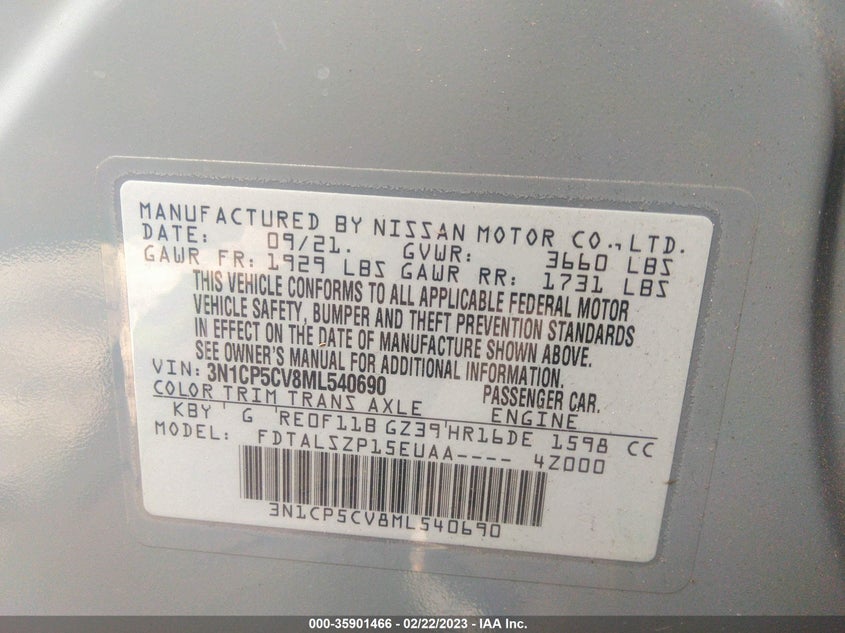 MANUFACTURED BY NISSAN MOTOR CO., LTD.
DATE: 09/21. GVWR: 3660 LBS
GAWR FR: 1929 LBS GAWR RR: 1731 LBS
THIS VEHICLE CONFORMS TO ALL APPLICABLE FEDERAL MOTOR
VEHICLE SAFETY, BUMPER AND THEFT PREVENTION STANDARDS
IN EFFECT ON THE DATE OF MANUFACTURE SHOWN ABOVE.
SEE OWNER'S MANUAL FOR ADDITIONAL INFORMATION.
VIN: 3N1CP5CV8ML540690 PASSENGER CAR.
COLOR TRIM TRANS AXLE ENGINE
KBY G RE0F11B GZ39 HR16DE 1598 CC
MODEL: FDTALSZP15EUAA---- 4Z000
3N1CP5CV8ML540690
000-35901466 - 02/22/2023 - IAA Inc.